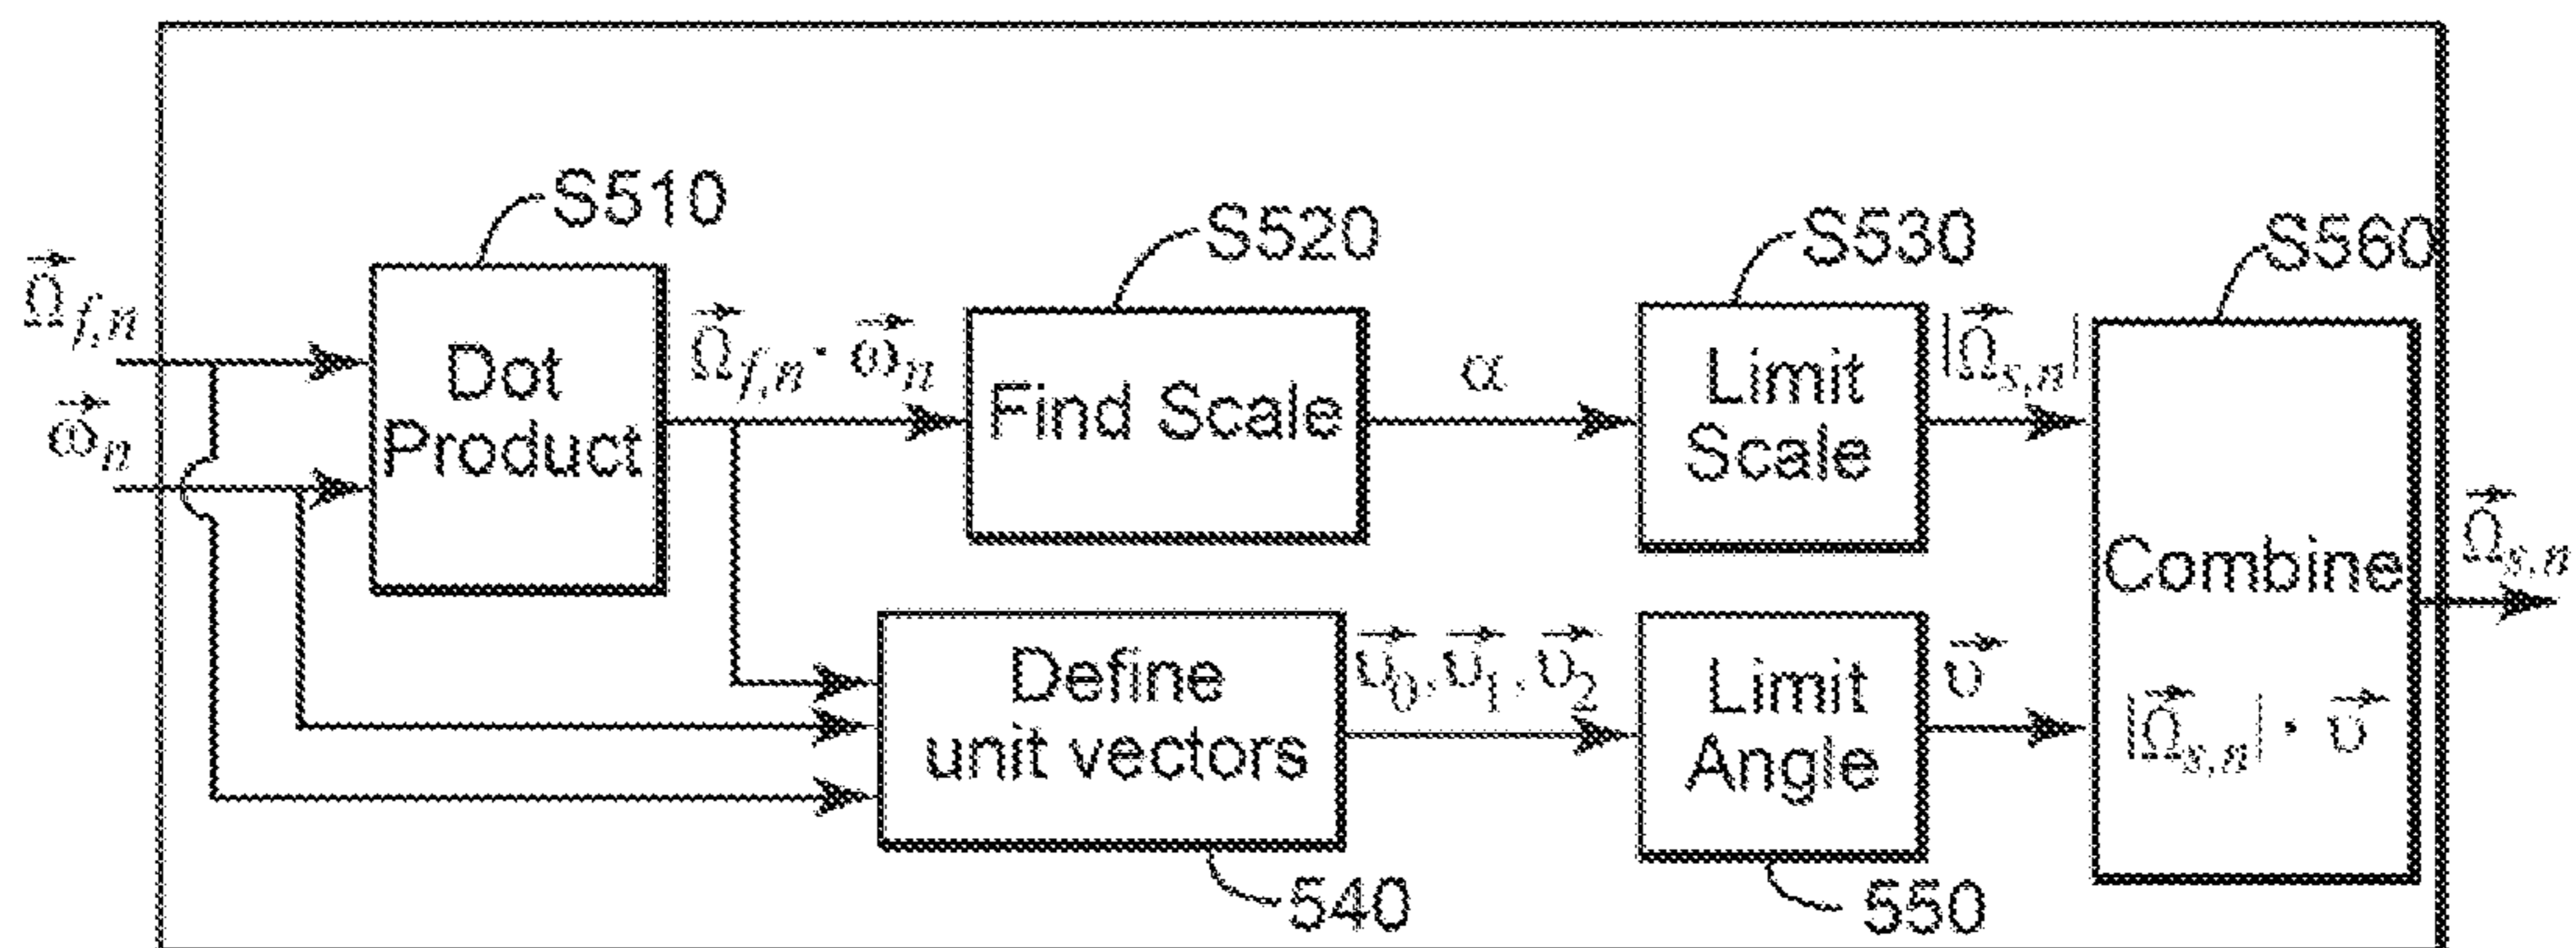 S510
S520
S530
S560
Ω⃗f,n
ω⃗n
Dot
Product
Ω⃗f,n · ω⃗n
Find Scale
α
Limit
Scale
|Ω⃗s,n|
Combine
|Ω⃗s,n| · υ⃗
Ω⃗s,n
Define
unit vectors
υ⃗0, υ⃗1, υ⃗2
Limit
Angle
υ⃗
540
550